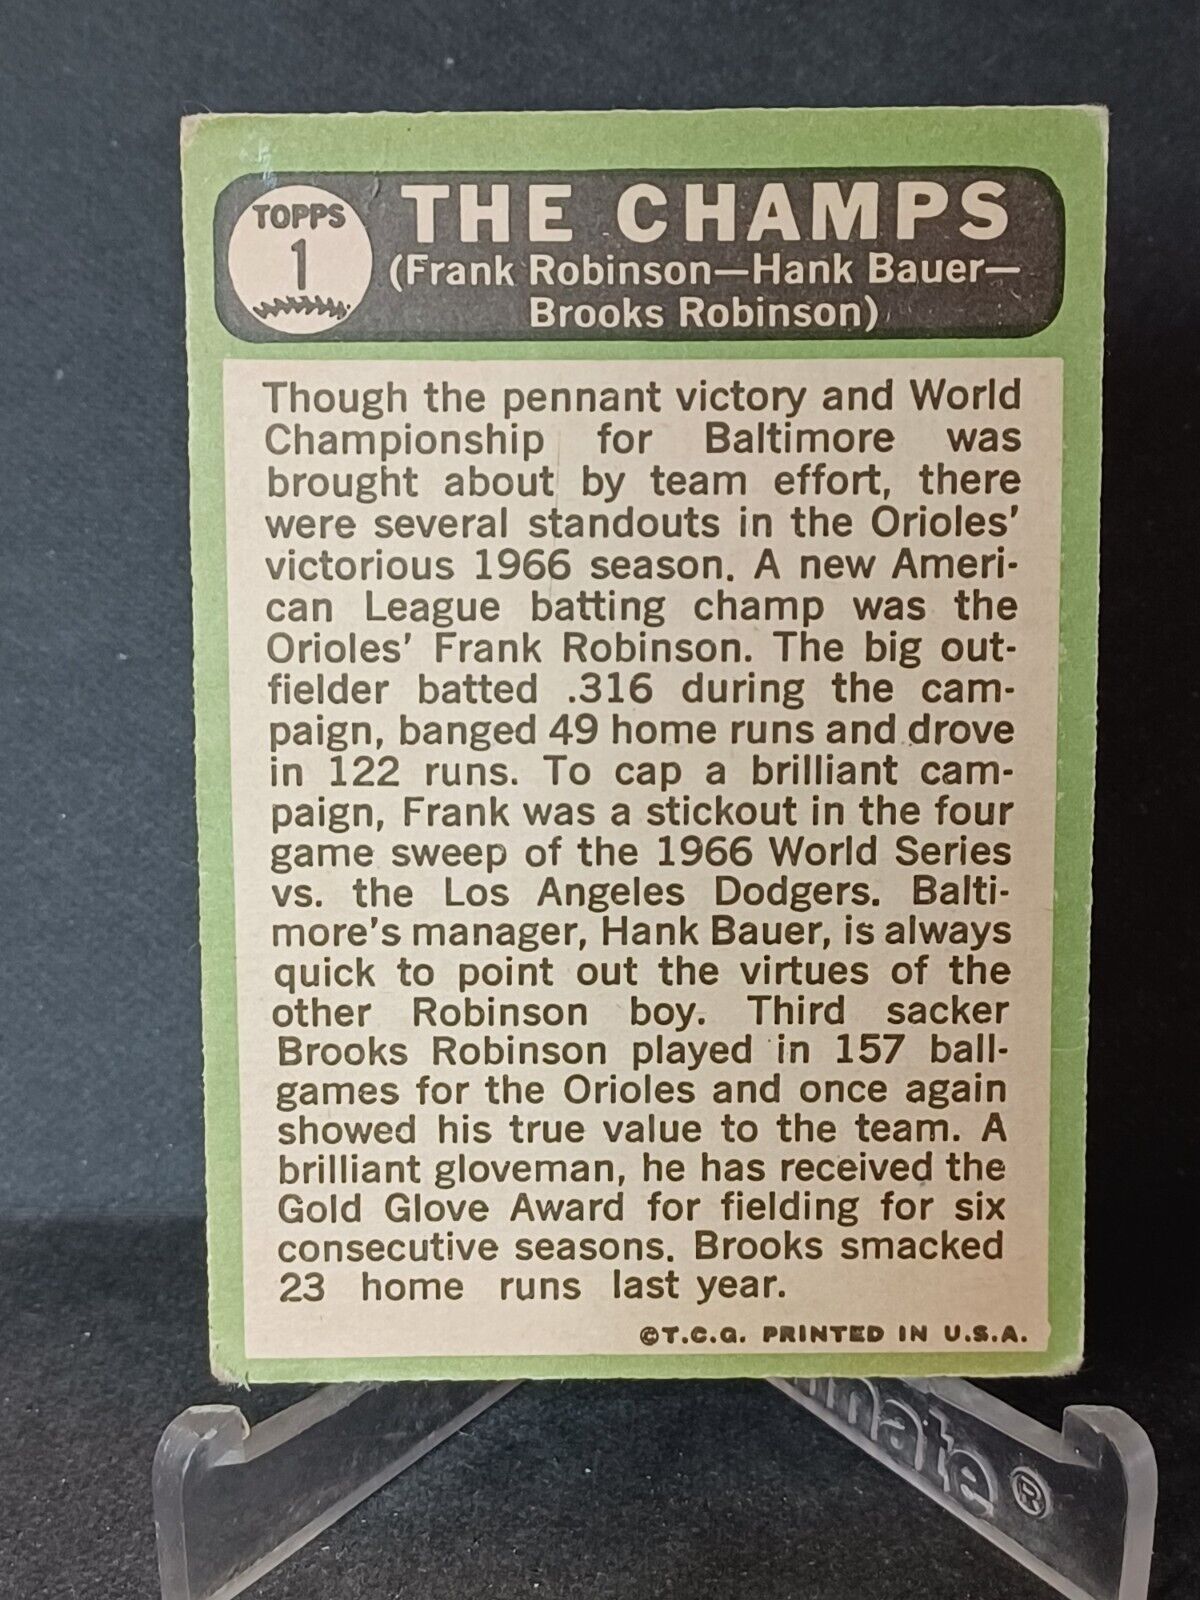 TOPPS
1
THE CHAMPS
(Frank Robinson—Hank Bauer—
Brooks Robinson)
Though the pennant victory and World
Championship for Baltimore was
brought about by team effort, there
were several standouts in the Orioles'
victorious 1966 season. A new Ameri-
can League batting champ was the
Orioles' Frank Robinson. The big out-
fielder batted .316 during the cam-
paign, banged 49 home runs and drove
in 122 runs. To cap a brilliant cam-
paign, Frank was a stickout in the four
game sweep of the 1966 World Series
vs. the Los Angeles Dodgers. Balti-
more's manager, Hank Bauer, is always
quick to point out the virtues of the
other Robinson boy. Third sacker
Brooks Robinson played in 157 ball-
games for the Orioles and once again
showed his true value to the team. A
brilliant gloveman, he has received the
Gold Glove Award for fielding for six
consecutive seasons. Brooks smacked
23 home runs last year.
©T.C.G. PRINTED IN U.S.A.